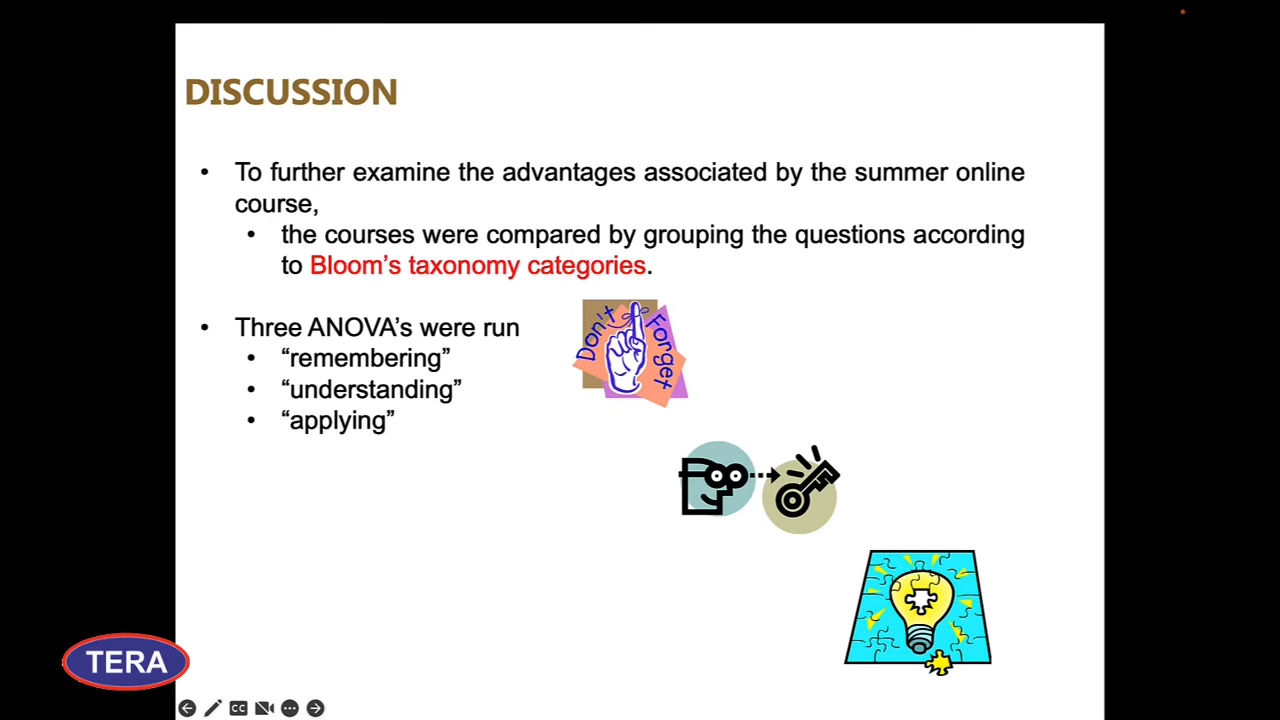 DISCUSSION
• To further examine the advantages associated by the summer online
course,
• the courses were compared by grouping the questions according
to Bloom’s taxonomy categories.
• Three ANOVA’s were run
• “remembering”
• “understanding”
• “applying”
Don't Forget
TERA
CC